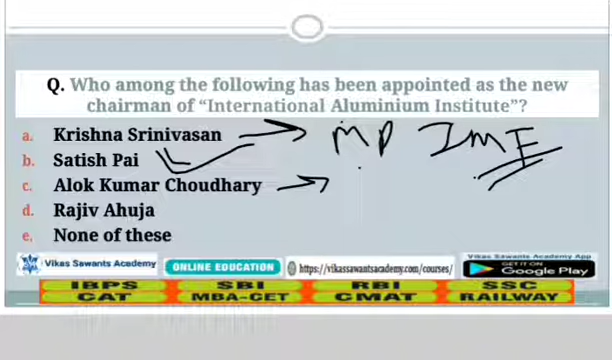 Q. Who among the following has been appointed as the new
chairman of “International Aluminium Institute”?
a. Krishna Srinivasan
b. Satish Pai
c. Alok Kumar Choudhary
d. Rajiv Ahuja
e. None of these
MD IMF
Vikas Sawants Academy
ONLINE EDUCATION
https://vikassawantsacademy.com/courses/
Vikas Sawants Academy App
GET IT ON
Google Play
IBPS SBI RBI SSC
CAT MBA-CET CMAT RAILWAY